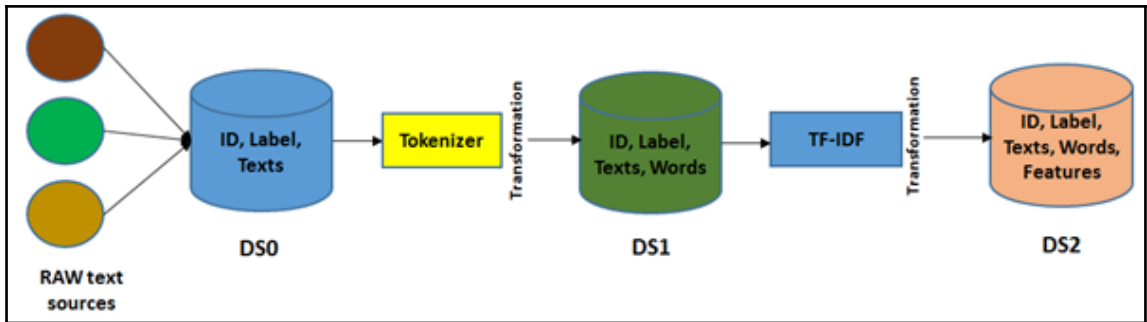 ID, Label,
Texts
DS0
RAW text
sources
Tokenizer
Transformation
ID, Label,
Texts, Words
DS1
TF-IDF
Transformation
ID, Label,
Texts, Words,
Features
DS2